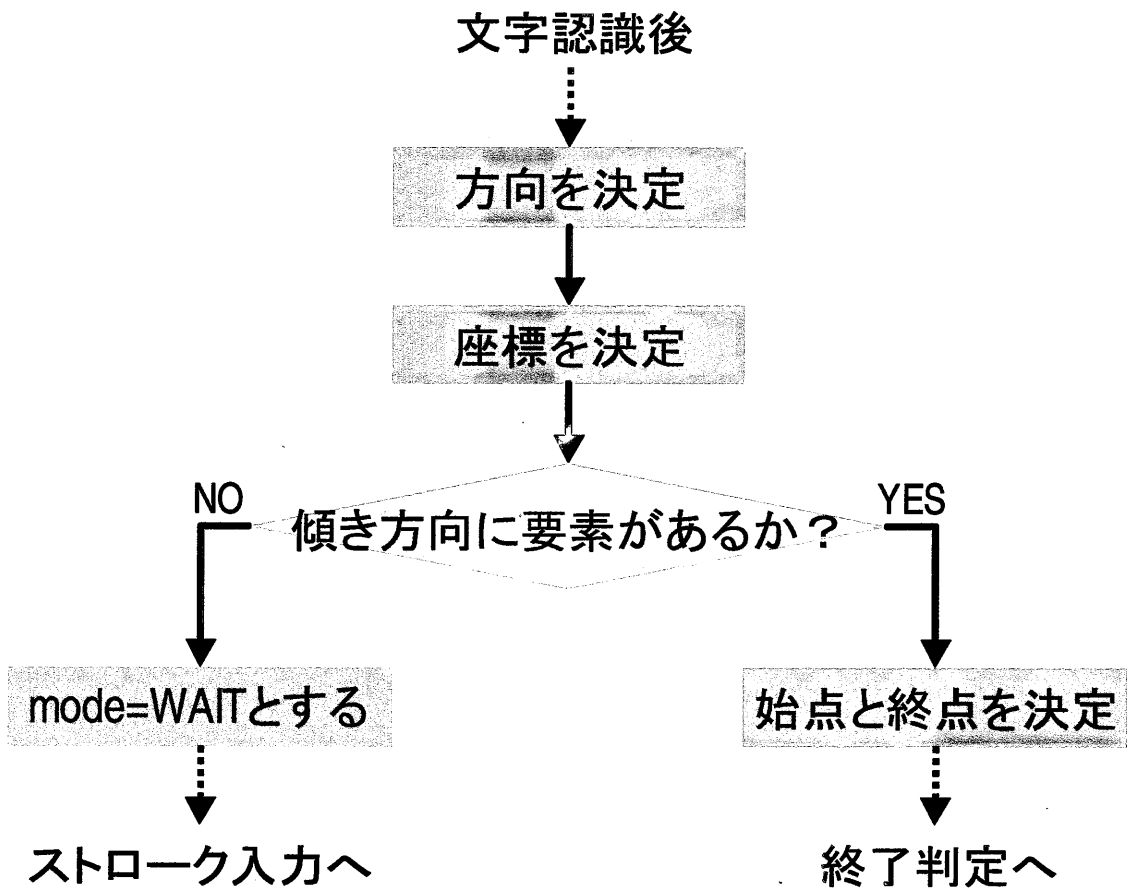 文字認識後
方向を決定
座標を決定
NO
YES
傾き方向に要素があるか？
mode=WAITとする
始点と終点を決定
ストローク入力へ
終了判定へ